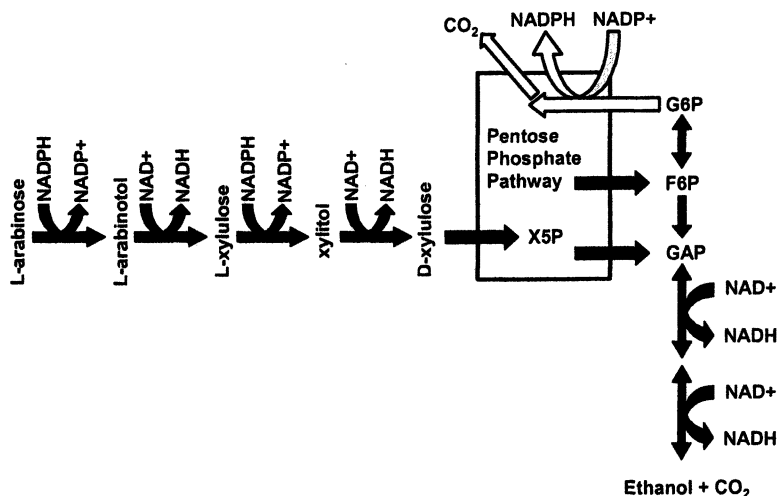 CO2
NADPH
NADP+
G6P
Pentose
Phosphate
Pathway
F6P
X5P
GAP
L-arabinose
NADPH
NADP+
L-arabinotol
NAD+
NADH
L-xylulose
NADPH
NADP+
xylitol
NAD+
NADH
D-xylulose
NAD+
NADH
NAD+
NADH
Ethanol + CO2